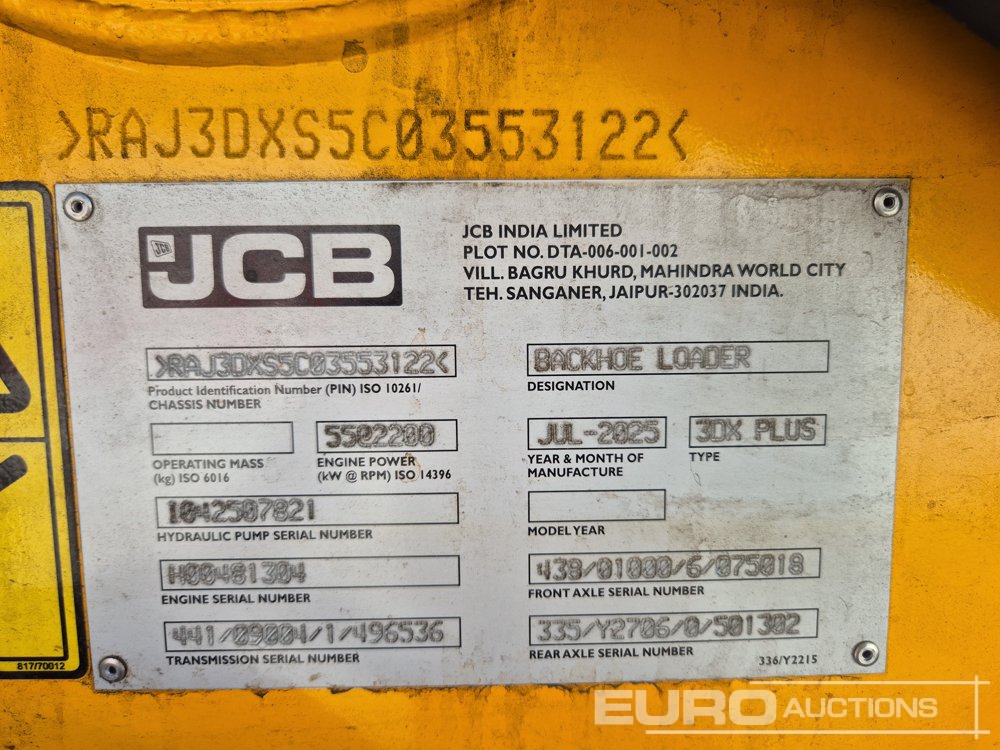 >RAJ3DXS5C03553122<
JCB
JCB
JCB INDIA LIMITED
PLOT NO. DTA-006-001-002
VILL. BAGRU KHURD, MAHINDRA WORLD CITY
TEH. SANGANER, JAIPUR-302037 INDIA.
>RAJ3DXS5C03553122<
Product Identification Number (PIN) ISO 10261/
CHASSIS NUMBER
BACKHOE LOADER
DESIGNATION
OPERATING MASS
(kg) ISO 6016
55@2200
ENGINE POWER
(kW @ RPM) ISO 14396
JUL-2025
YEAR & MONTH OF
MANUFACTURE
3DX PLUS
TYPE
1042507821
HYDRAULIC PUMP SERIAL NUMBER
MODEL YEAR
H00481304
ENGINE SERIAL NUMBER
438/01000/6/075018
FRONT AXLE SERIAL NUMBER
441/09004/1/496536
TRANSMISSION SERIAL NUMBER
335/Y2706/0/501302
REAR AXLE SERIAL NUMBER
336/Y2215
817/70012
EURO AUCTIONS